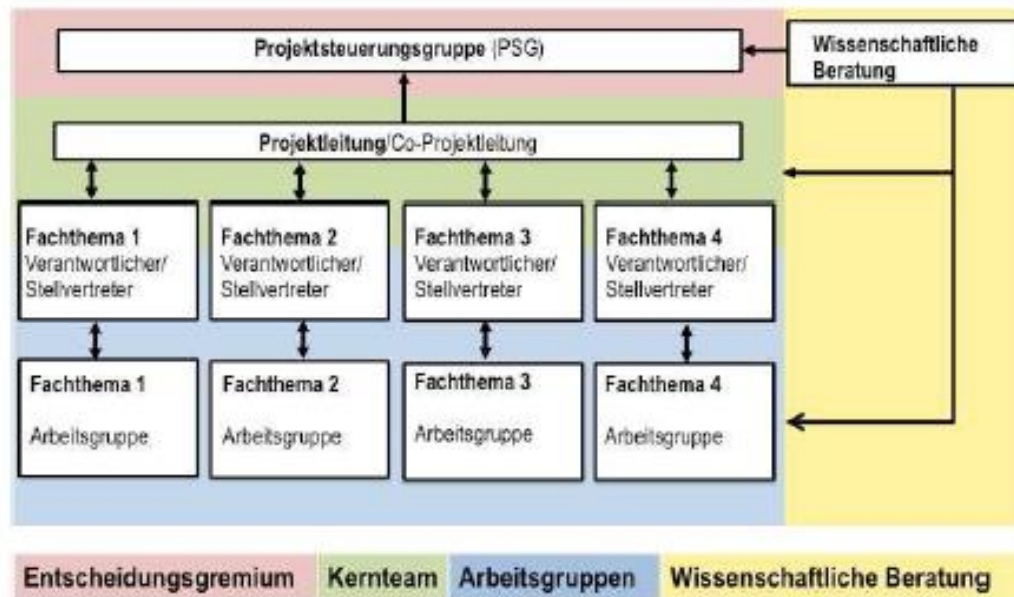 Projektsteuerungsgruppe (PSG)
Wissenschaftliche
Beratung
Projektleitung/Co-Projektleitung
Fachthema 1
Verantwortlicher/
Stellvertreter
Fachthema 2
Verantwortlicher/
Stellvertreter
Fachthema 3
Verantwortlicher/
Stellvertreter
Fachthema 4
Verantwortlicher/
Stellvertreter
Fachthema 1
Arbeitsgruppe
Fachthema 2
Arbeitsgruppe
Fachthema 3
Arbeitsgruppe
Fachthema 4
Arbeitsgruppe
Entscheidungsgremium
Kernteam
Arbeitsgruppen
Wissenschaftliche Beratung